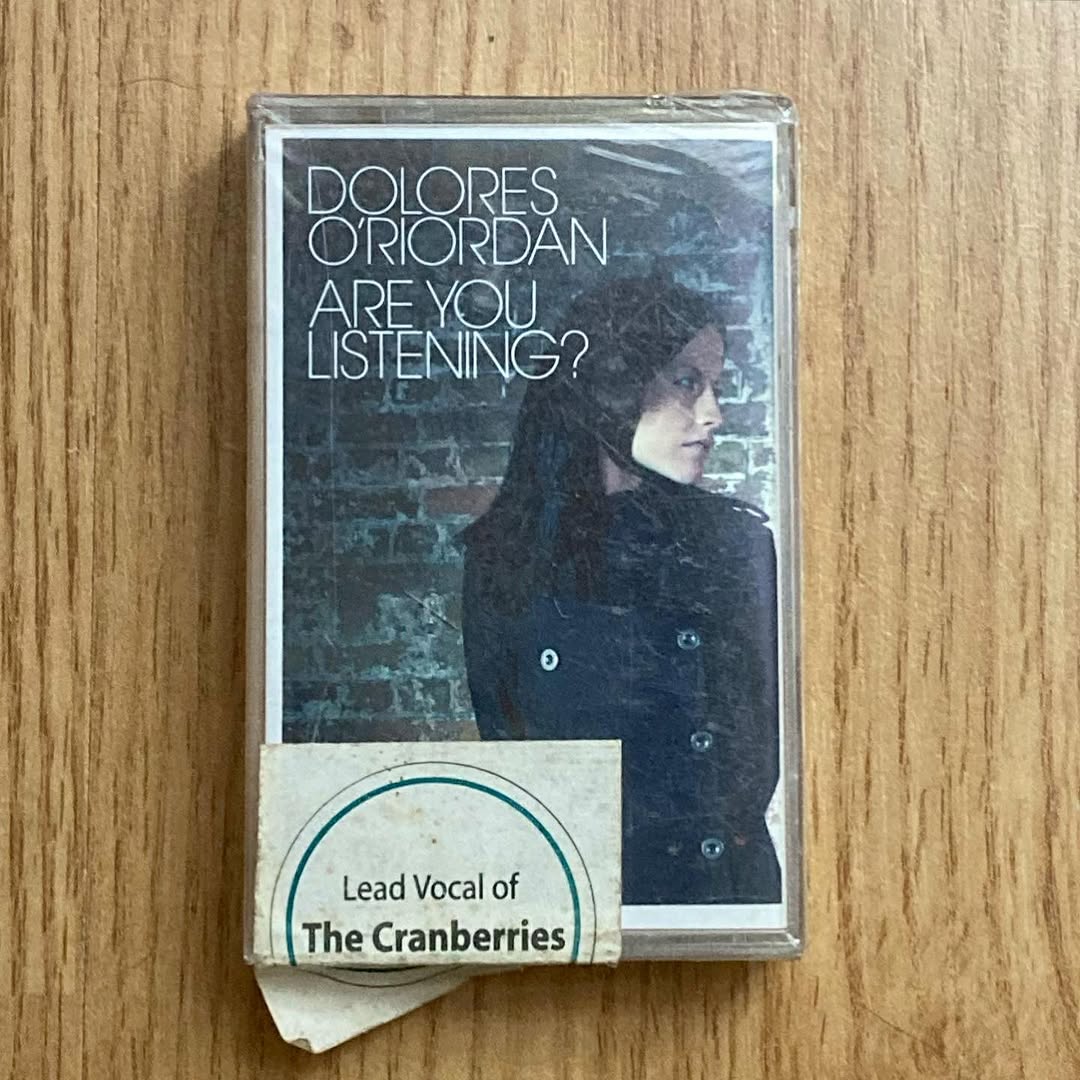 DOLORES
O'RIORDAN
ARE YOU
LISTENING?
Lead Vocal of
The Cranberries